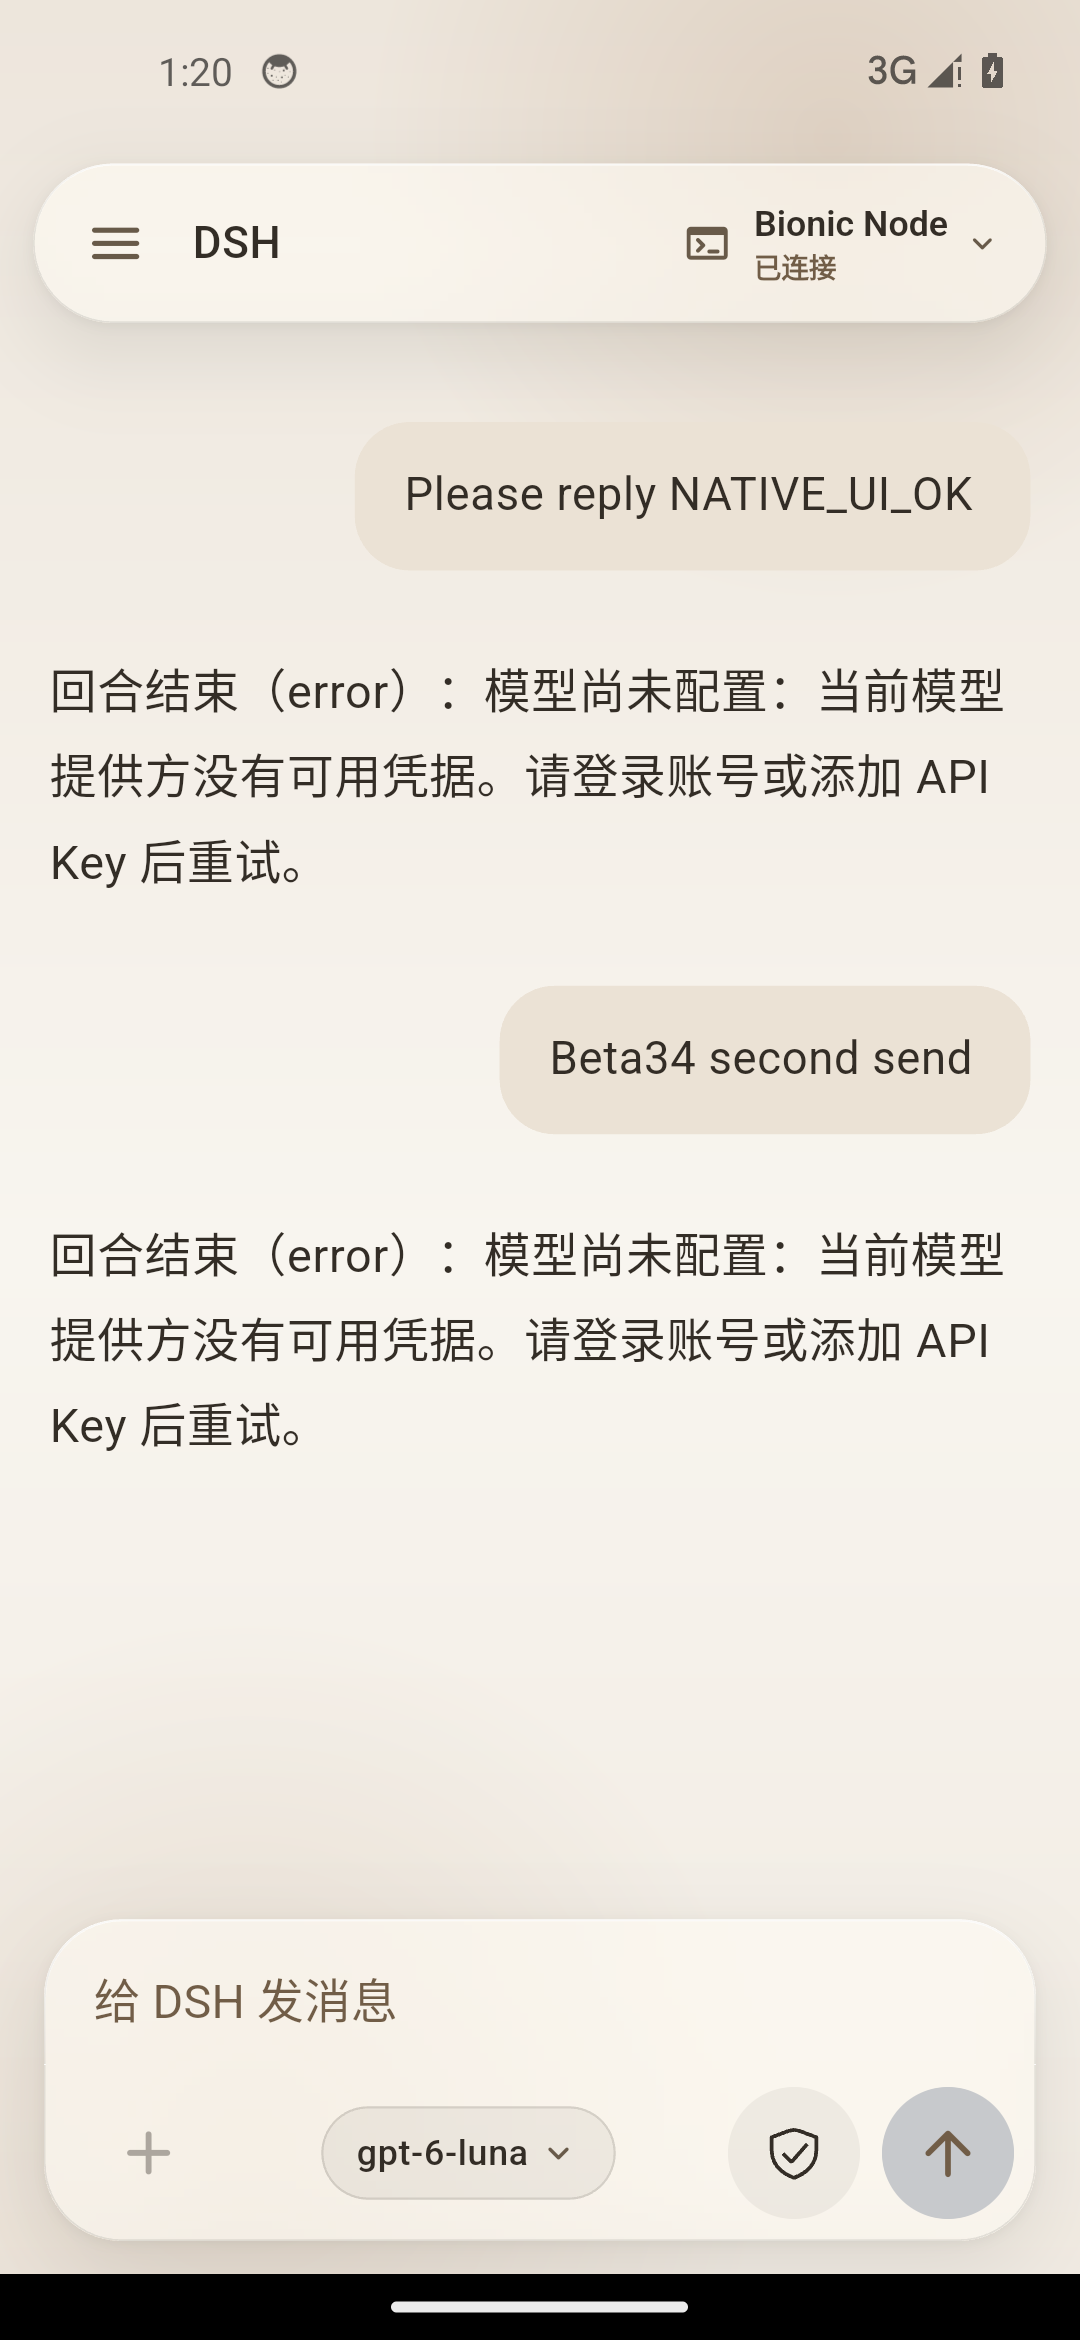 1:20
3G
DSH
Bionic Node
已连接
Please reply NATIVE_UI_OK
回合结束（error）：模型尚未配置：当前模型
提供方没有可用凭据。请登录账号或添加 API
Key 后重试。
Beta34 second send
回合结束（error）：模型尚未配置：当前模型
提供方没有可用凭据。请登录账号或添加 API
Key 后重试。
给 DSH 发消息
gpt-6-luna